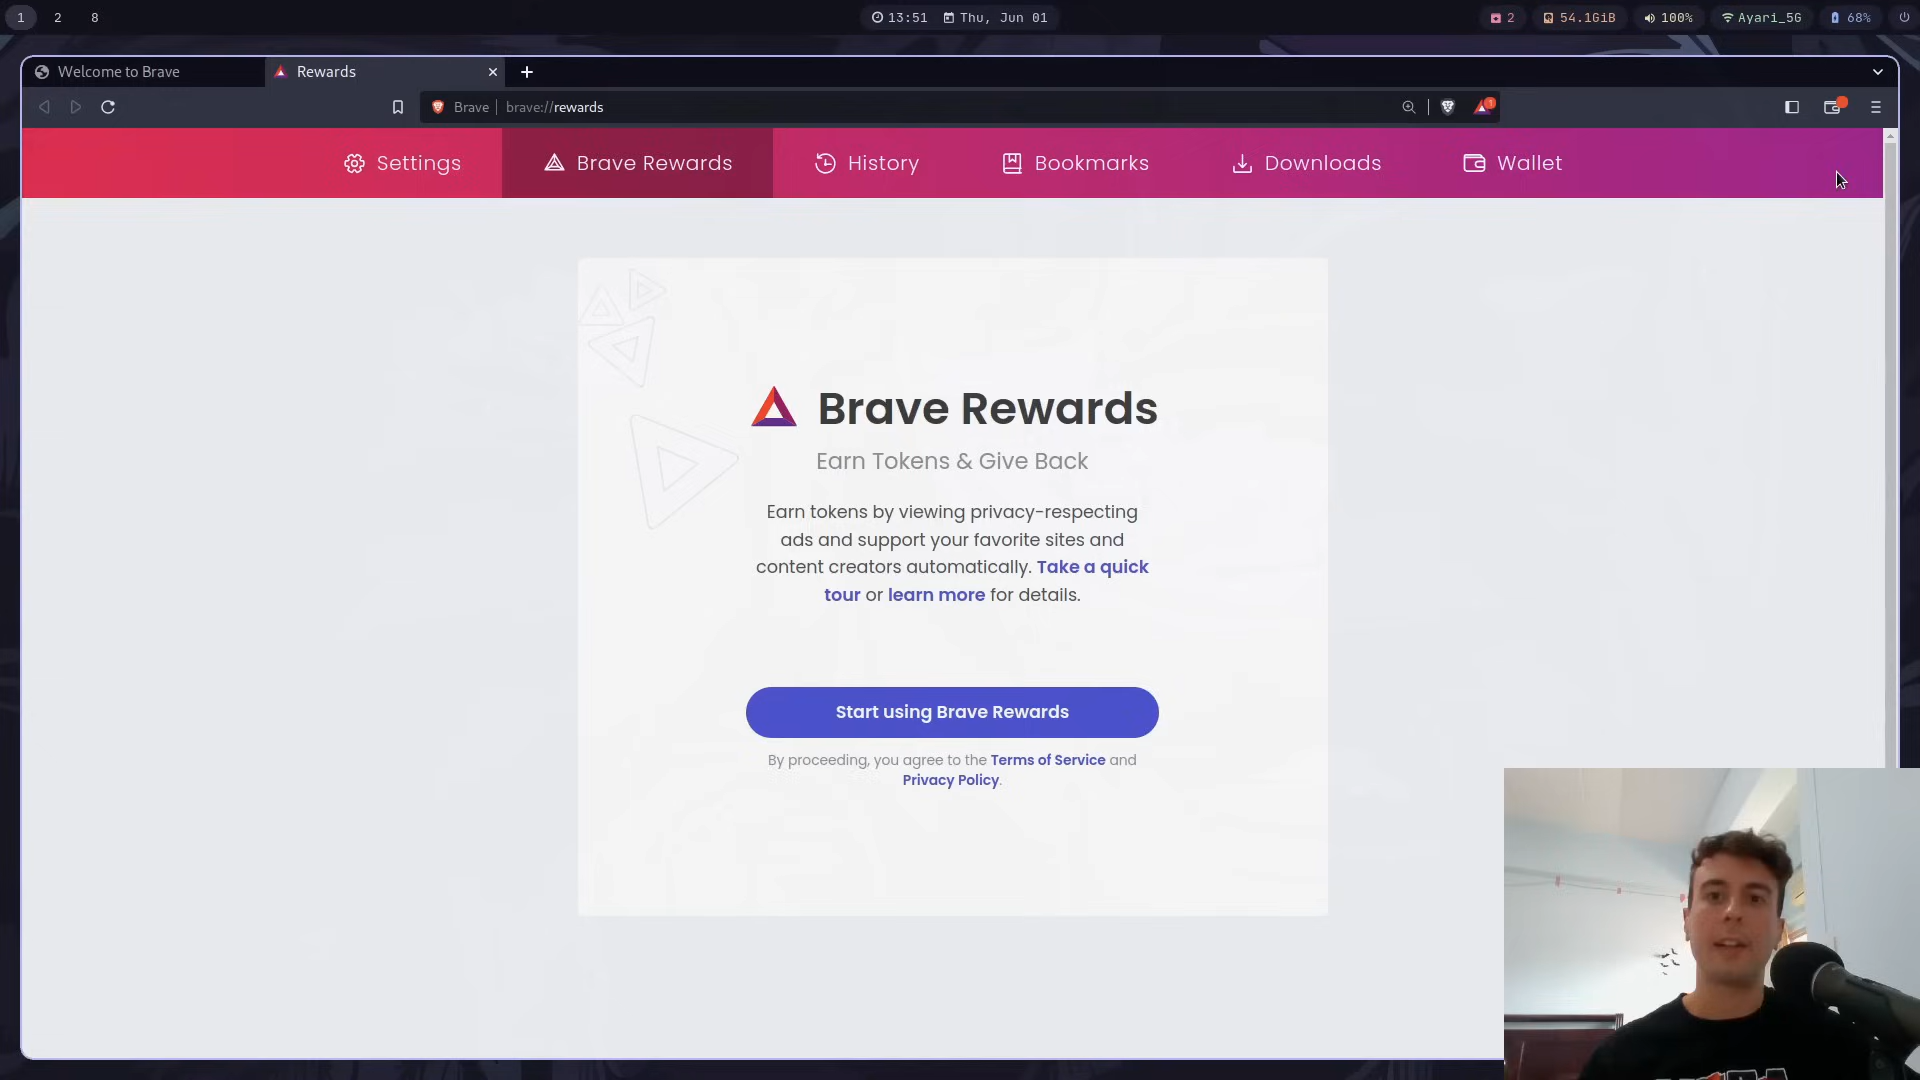 1 2 8 13:51 Thu, Jun 01 2 54.1GiB 100% Ayari_5G 68%
Welcome to Brave Rewards
Brave brave://rewards 1
Settings Brave Rewards History Bookmarks Downloads Wallet
Brave Rewards
Earn Tokens & Give Back
Earn tokens by viewing privacy-respecting
ads and support your favorite sites and
content creators automatically. Take a quick
tour or learn more for details.
Start using Brave Rewards
By proceeding, you agree to the Terms of Service and
Privacy Policy.